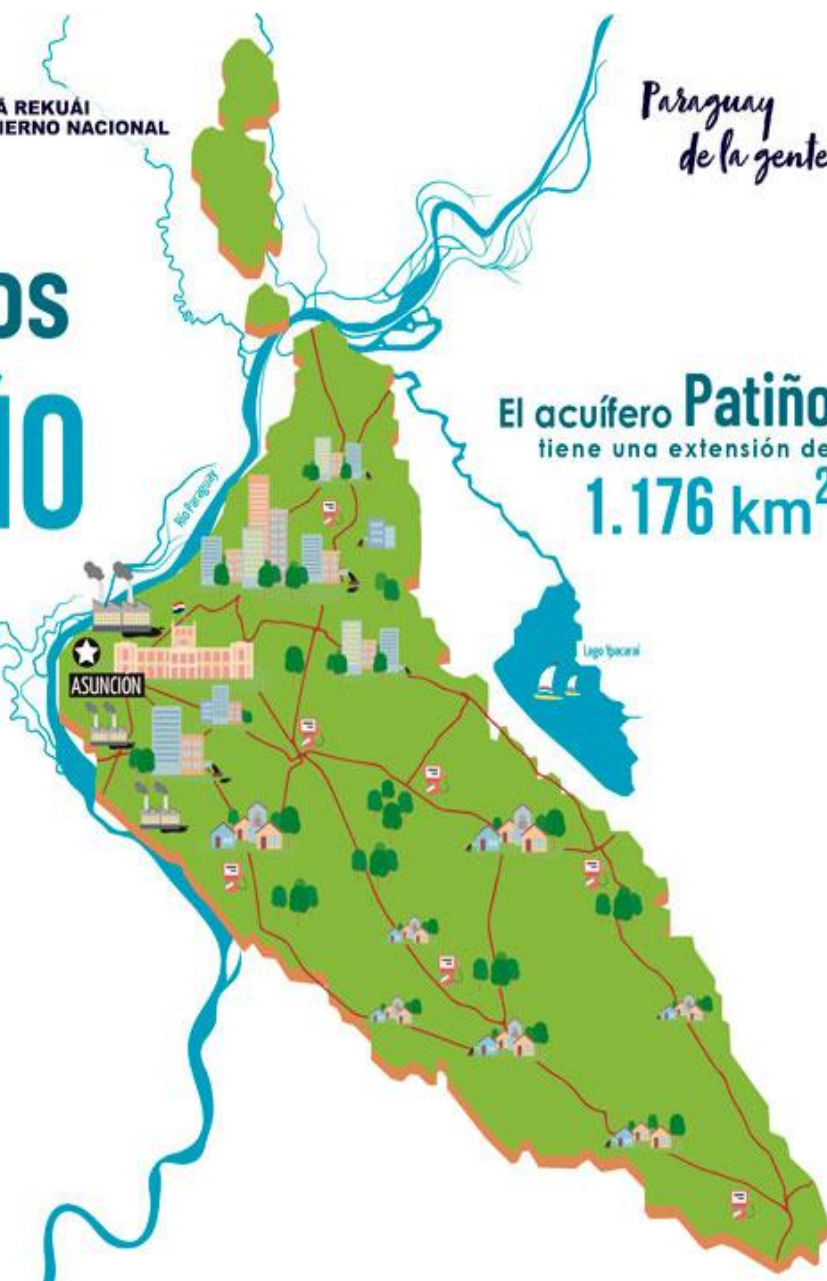 Ã REKUÁI
IERNO NACIONAL
Paraguay
de la gente
OS
ÑO
El acuífero Patiño
tiene una extensión de
1.176 km²
Río Paraguay
Lago Ypacaraí
ASUNCIÓN